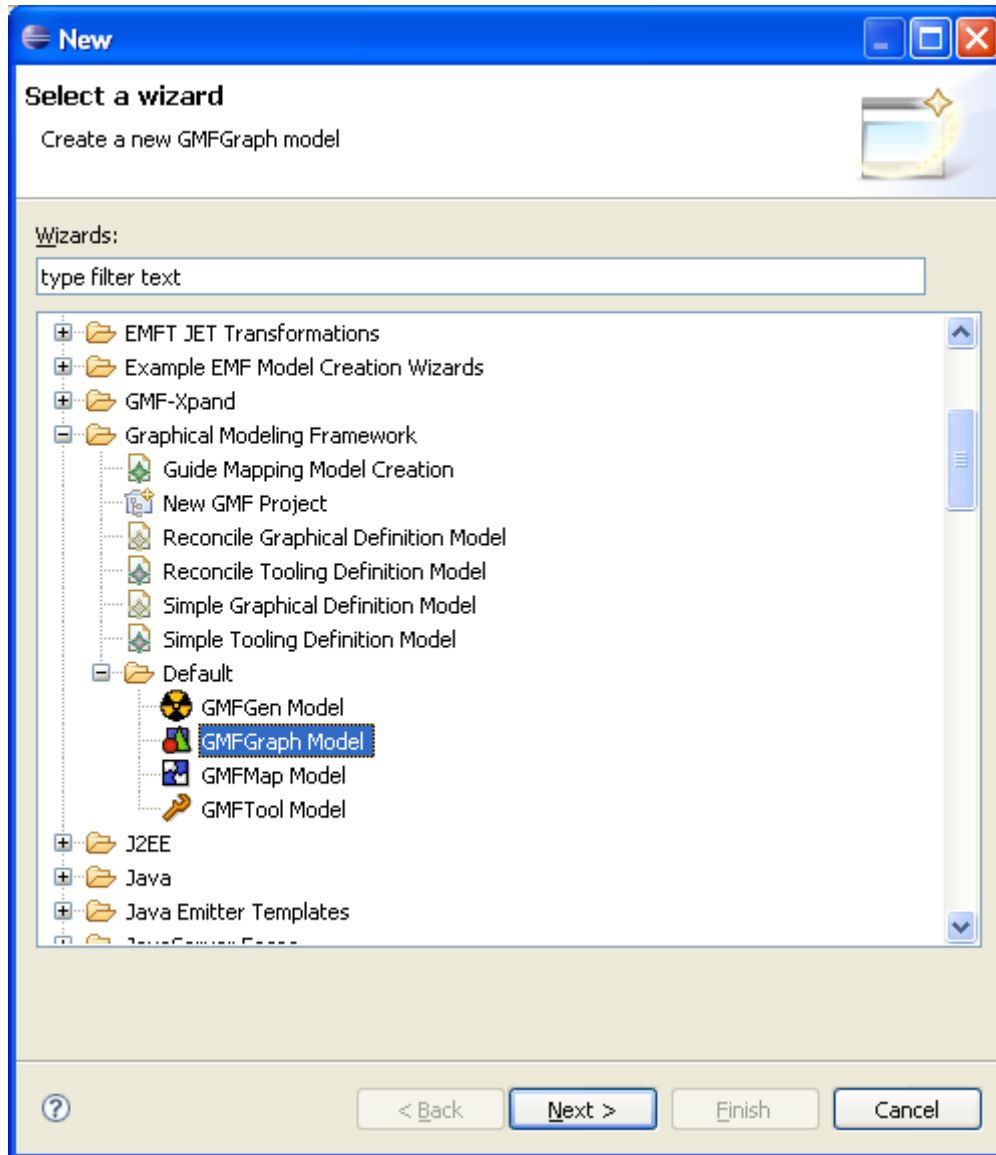 New
Select a wizard
Create a new GMFGraph model
Wizards:
type filter text
EMFT JET Transformations
Example EMF Model Creation Wizards
GMF-Xpand
Graphical Modeling Framework
Guide Mapping Model Creation
New GMF Project
Reconcile Graphical Definition Model
Reconcile Tooling Definition Model
Simple Graphical Definition Model
Simple Tooling Definition Model
Default
GMFGen Model
GMFGraph Model
GMFMap Model
GMFTool Model
J2EE
Java
Java Emitter Templates
? < Back Next > Finish Cancel